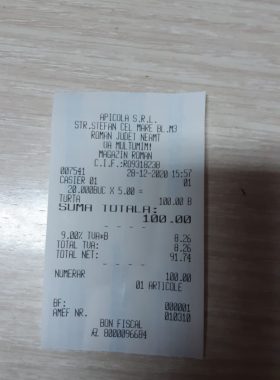 APICOLA S.R.L.
STR.STEFAN CEL MARE BL.M3
ROMAN JUDET NEAMT
VA MULTUMIM!
MAGAZIN ROMAN
C.I.F.:RO9318238
007541 28-12-2020 15:57
CASIER 01 01
20.000BUC X 5.00 =
TURTA 100.00 B
SUMA TOTALA:
100.00
- - - -
9.00% TVA*B 8.26
TOTAL TVA: 8.26
TOTAL NET: 91.74
- - - -
NUMERAR 100.00
01 ARTICOLE
- - - -
BF: 000001
AMEF NR. 010310
BON FISCAL
8000096684